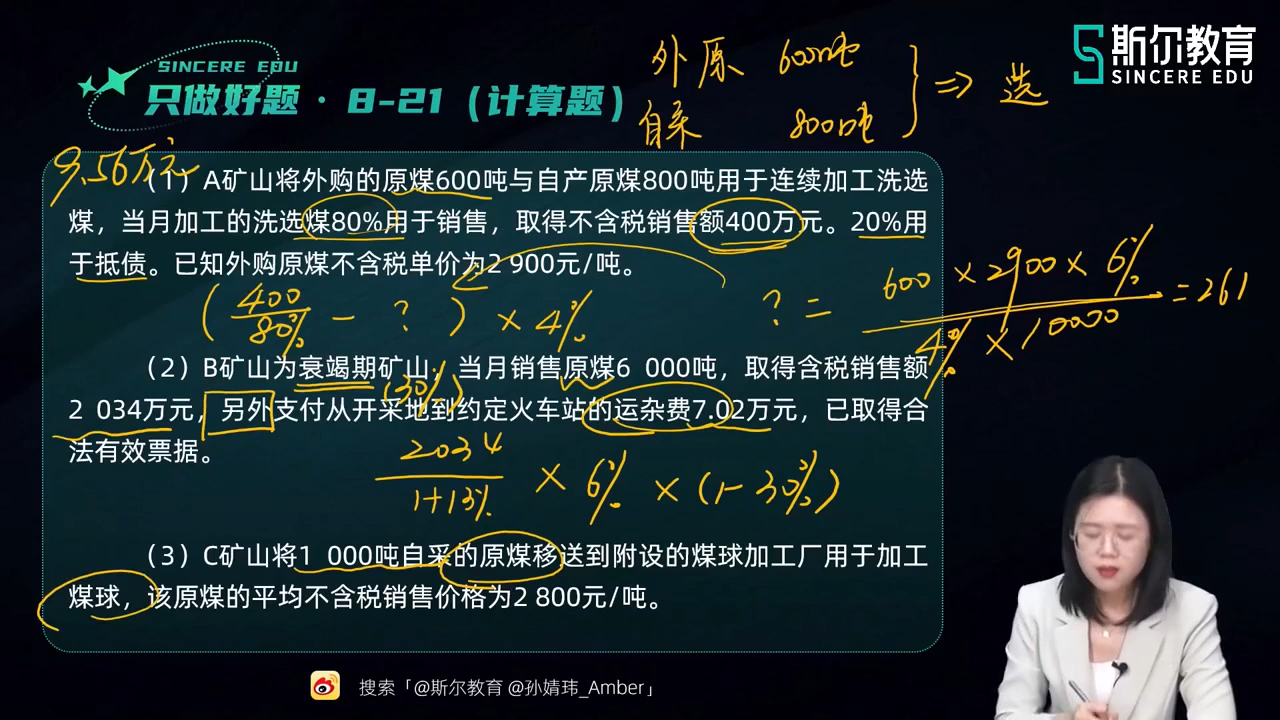 SINCERE EDU
只做好题·8-21（计算题）
外原 600吨
自采 800吨
⇒ 选
斯尔教育
SINCERE EDU
9.56万元
（1）A矿山将外购的原煤600吨与自产原煤800吨用于连续加工洗选
煤，当月加工的洗选煤80%用于销售，取得不含税销售额400万元。20%用
于抵债。已知外购原煤不含税单价为2 900元/吨。
(400/80% - ?) × 4%
? = 600 × 2900 × 6% / 4% × 10000 = 261
（2）B矿山为衰竭期矿山，当月销售原煤6 000吨，取得含税销售额
(30%)
2 034万元，另外支付从开采地到约定火车站的运杂费7.02万元，已取得合
法有效票据。
2034/1+13% × 6% × (1-30%)
（3）C矿山将1 000吨自采的原煤移送到附设的煤球加工厂用于加工
煤球，该原煤的平均不含税销售价格为2 800元/吨。
搜索「@斯尔教育 @孙婧玮_Amber」